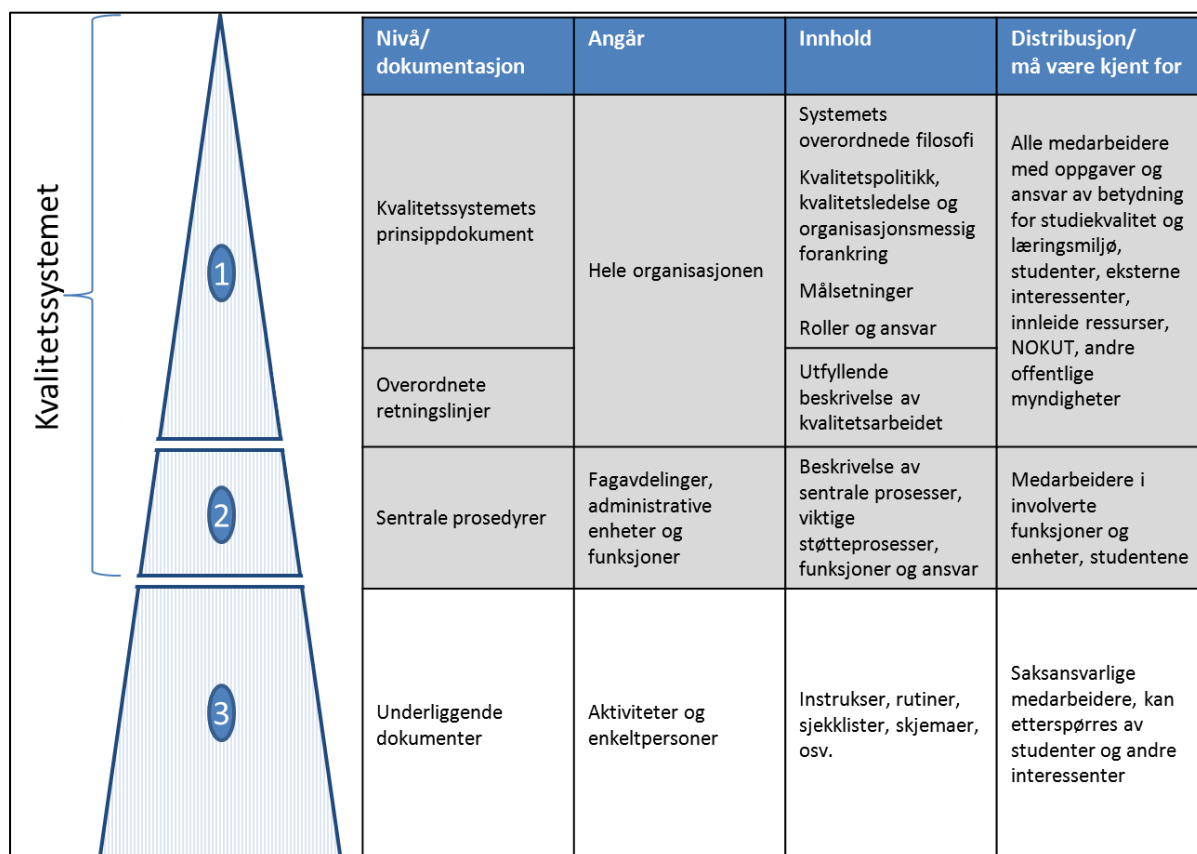 Kvalitetssystemet
1
2
3
Nivå/
dokumentasjon
Angår
Innhold
Distribusjon/
må være kjent for
Kvalitetssystemets
prinsippdokument
Hele organisasjonen
Systemets
overordnede filosofi
Kvalitetspolitikk,
kvalitetsledelse og
organisasjonsmessig
forankring
Målsetninger
Roller og ansvar
Alle medarbeidere
med oppgaver og
ansvar av betydning
for studiekvalitet og
læringsmiljø,
studenter, eksterne
interessenter,
innleide ressurser,
NOKUT, andre
offentlige
myndigheter
Overordnete
retningslinjer
Utfyllende
beskrivelse av
kvalitetsarbeidet
Sentrale prosedyrer
Fagavdelinger,
administrative
enheter og
funksjoner
Beskrivelse av
sentrale prosesser,
viktige
støtteprosesser,
funksjoner og ansvar
Medarbeidere i
involverte
funksjoner og
enheter, studentene
Underliggende
dokumenter
Aktiviteter og
enkeltpersoner
Instrukser, rutiner,
sjekklister, skjemaer,
osv.
Saksansvarlige
medarbeidere, kan
etterspørres av
studenter og andre
interessenter